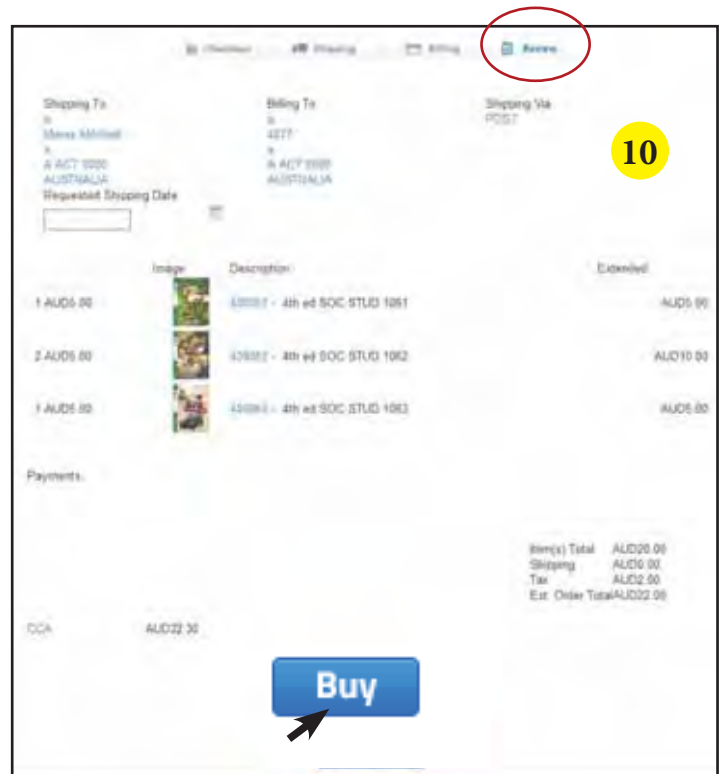 Shipping Billing Review
Shipping To Billing To Shipping Via
POST
10
4877
A ACT 0000 A ACT 0000
AUSTRALIA AUSTRALIA
Requested Shipping Date
Image Description Extended
1 AUD5.00 - 4th ed SOC STUD 1061 AUD5.00
2 AUD5.00 - 4th ed SOC STUD 1062 AUD10.00
1 AUD5.00 - 4th ed SOC STUD 1063 AUD5.00
Payments
Item(s) Total AUD20.00
Shipping AUD0.00
Tax AUD2.00
Est. Order Total AUD22.00
CCA
Buy